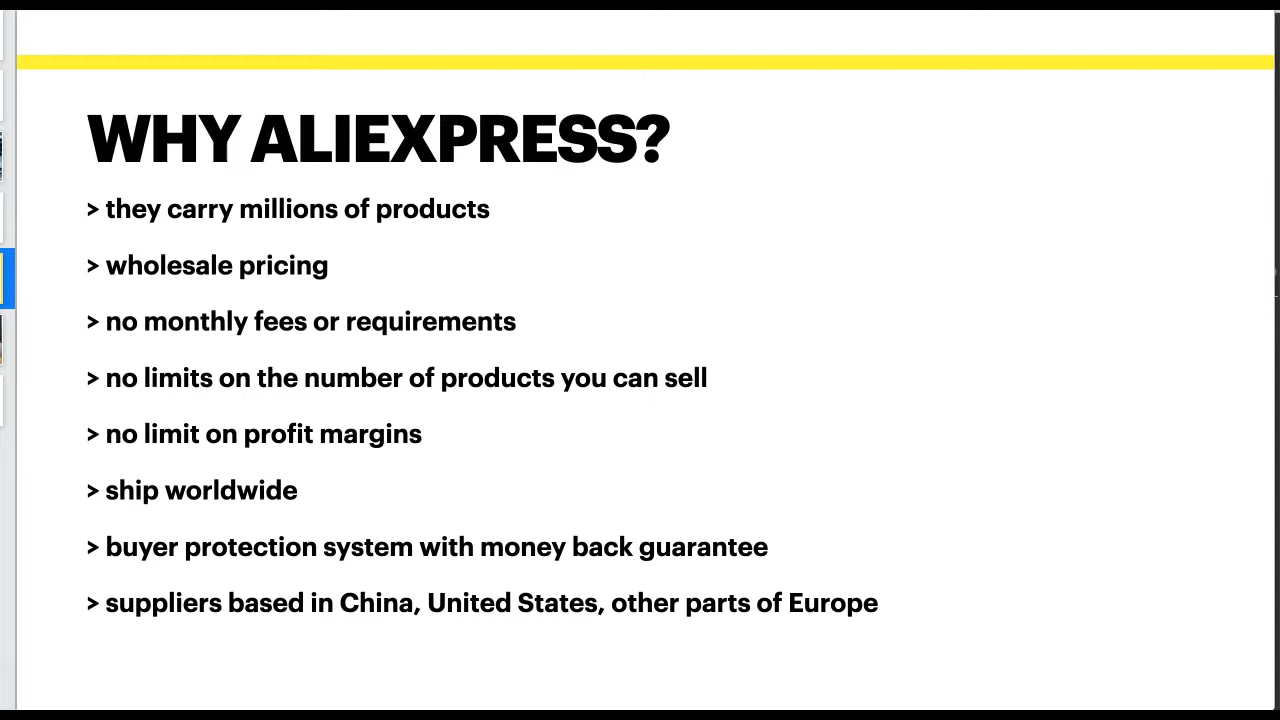 WHY ALIEXPRESS?
> they carry millions of products
> wholesale pricing
> no monthly fees or requirements
> no limits on the number of products you can sell
> no limit on profit margins
> ship worldwide
> buyer protection system with money back guarantee
> suppliers based in China, United States, other parts of Europe